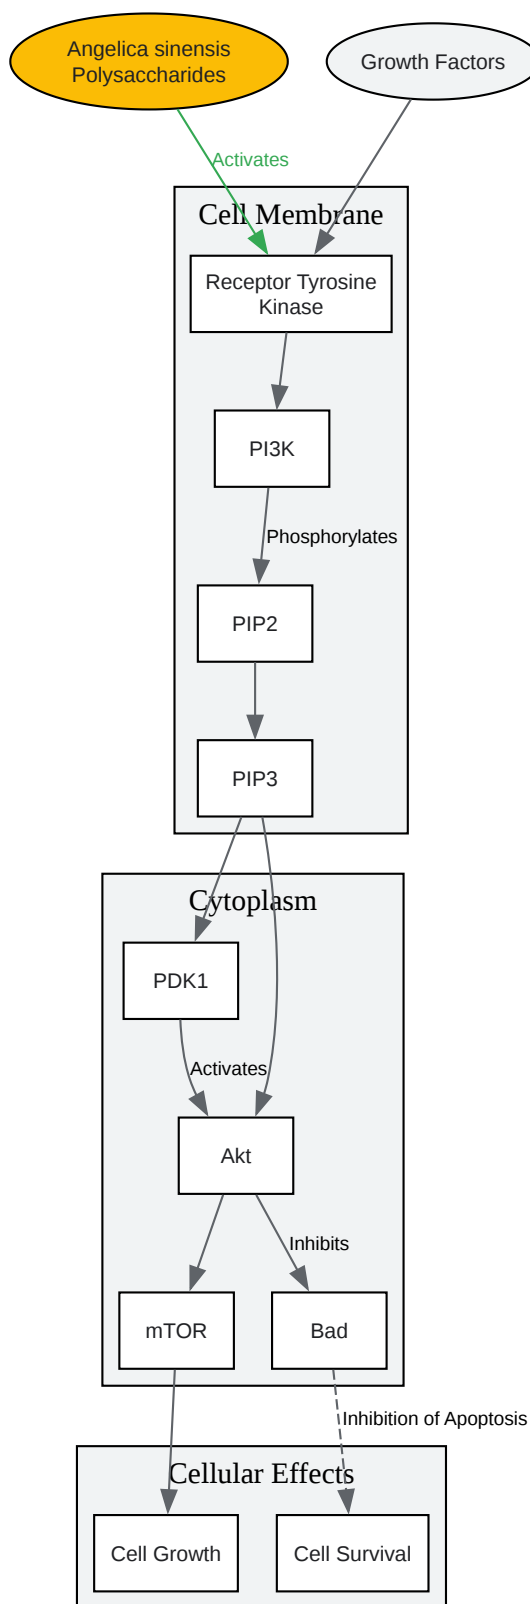 Angelica sinensis
Polysaccharides
Growth Factors
Activates
Cell Membrane
Receptor Tyrosine
Kinase
PI3K
Phosphorylates
PIP2
PIP3
Cytoplasm
PDK1
Activates
Akt
Inhibits
mTOR
Bad
Inhibition of Apoptosis
Cellular Effects
Cell Growth
Cell Survival